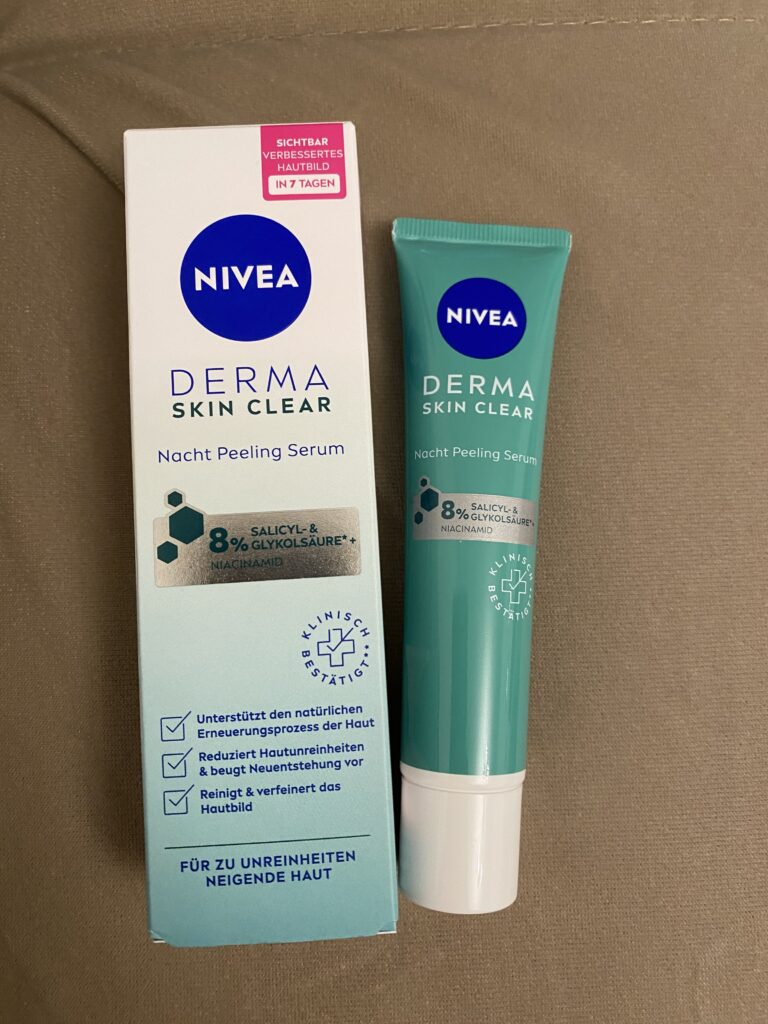 SICHTBAR
VERBESSERTES
HAUTBILD
IN 7 TAGEN
NIVEA
DERMA
SKIN CLEAR
Nacht Peeling Serum
8% SALICYL- &
GLYKOLSÄURE*+
NIACINAMID
KLINISCH
BESTÄTIGT**
Unterstützt den natürlichen
Erneuerungsprozess der Haut
Reduziert Hautunreinheiten
& beugt Neuentstehung vor
Reinigt & verfeinert das
Hautbild
FÜR ZU UNREINHEITEN
NEIGENDE HAUT
NIVEA
DERMA
SKIN CLEAR
Nacht Peeling Serum
8% SALICYL- &
GLYKOLSÄURE*+
NIACINAMID
KLINISCH
BESTÄTIGT**